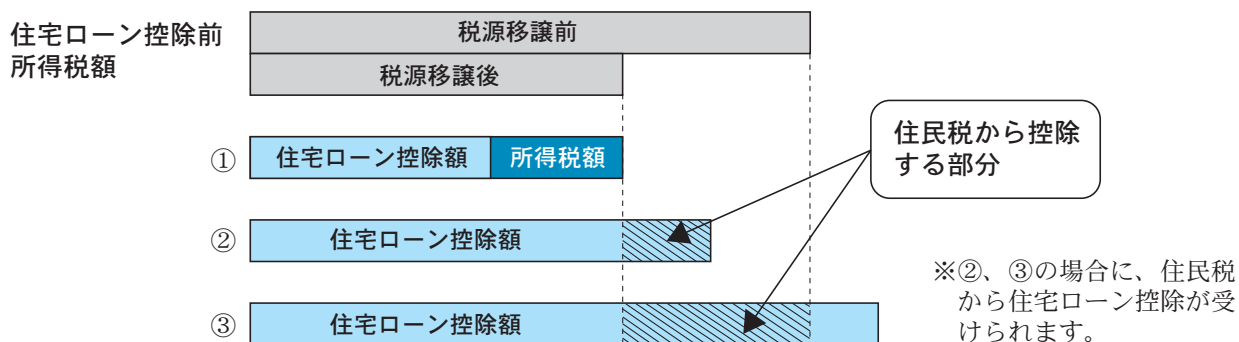 住宅ローン控除前
所得税額
税源移譲前
税源移譲後
① 住宅ローン控除額 所得税額
住民税から控除
する部分
② 住宅ローン控除額
③ 住宅ローン控除額
※②、③の場合に、住民税
から住宅ローン控除が受
けられます。